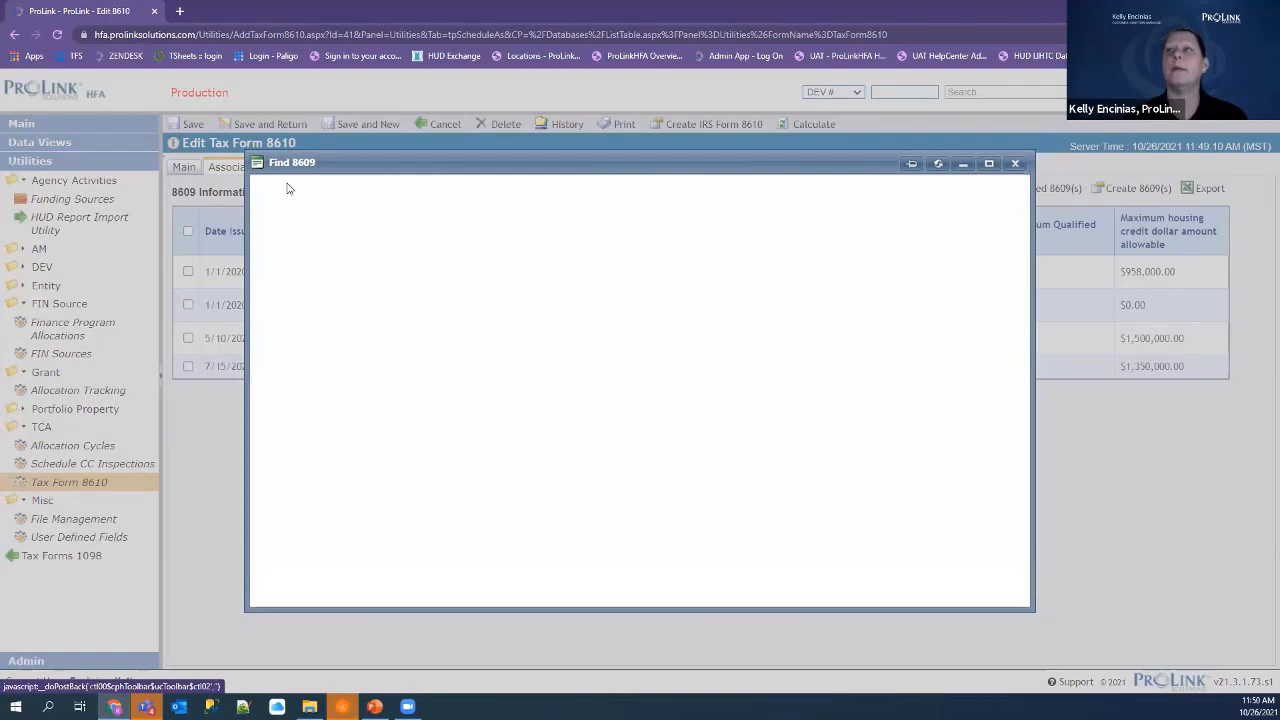 ProLink - ProLink - Edit 8610
hfa.prolinksolutions.com/Utilities/AddTaxForm8610.aspx?Id=41&Panel=Utilities&tab=tpScheduleAs&CP=%2FDatabases%2FListTable.aspx%3FPanel%3DUtilities%26FormName%3DTaxForm8610
Apps TFS ZENDESK TSheets :: login Login - Paligo Sign in to your acco... HUD Exchange Locations - ProLink... ProLinkHFA Overvie... Admin App - Log On UAT - ProLinkHFA H... UAT HelpCenter Ad... HUD LIHTC Dat
Kelly Encinias
PROLINK
Kelly Encinias, ProLin...
PROLINK SOLUTIONS HFA Production DEV # Search
Main Save Save and Return Save and New Cancel Delete History Print Create IRS Form 8610 Calculate
Data Views Edit Tax Form 8610 Server Time : 10/26/2021 11:49:10 AM (MST)
Utilities
Main Associa
Find 8609
8609 Informati
ed 8609(s) Create 8609(s) Export
Date Issu
um Qualified
Maximum housing
credit dollar amount
allowable
1/1/202 $958,000.00
1/1/202 $0.00
5/10/202 $1,500,000.00
7/15/202 $1,350,000.00
Agency Activities
Funding Sources
HUD Report Import
Utility
AM
DEV
Entity
FIN Source
Finance Program
Allocations
FIN Sources
Grant
Allocation Tracking
Portfolio Property
TCA
Allocation Cycles
Schedule CC Inspections
Tax Form 8610
Misc
File Management
User Defined Fields
Tax Forms 1098
Admin
javascript:__doPostBack('ctl00$cphToolbar$ucToolbar$ctl02','')
Support © 2021 PROLINK SOLUTIONS v21.3.1.73_s1
11:50 AM
10/26/2021